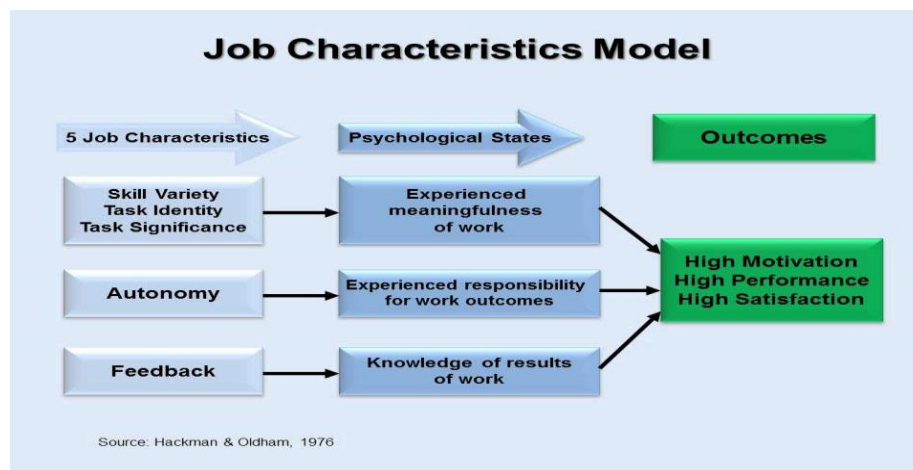 Job Characteristics Model
5 Job Characteristics
Psychological States
Outcomes
Skill Variety
Task Identity
Task Significance
Experienced
meaningfulness
of work
Autonomy
Experienced responsibility
for work outcomes
High Motivation
High Performance
High Satisfaction
Feedback
Knowledge of results
of work
Source: Hackman & Oldham, 1976